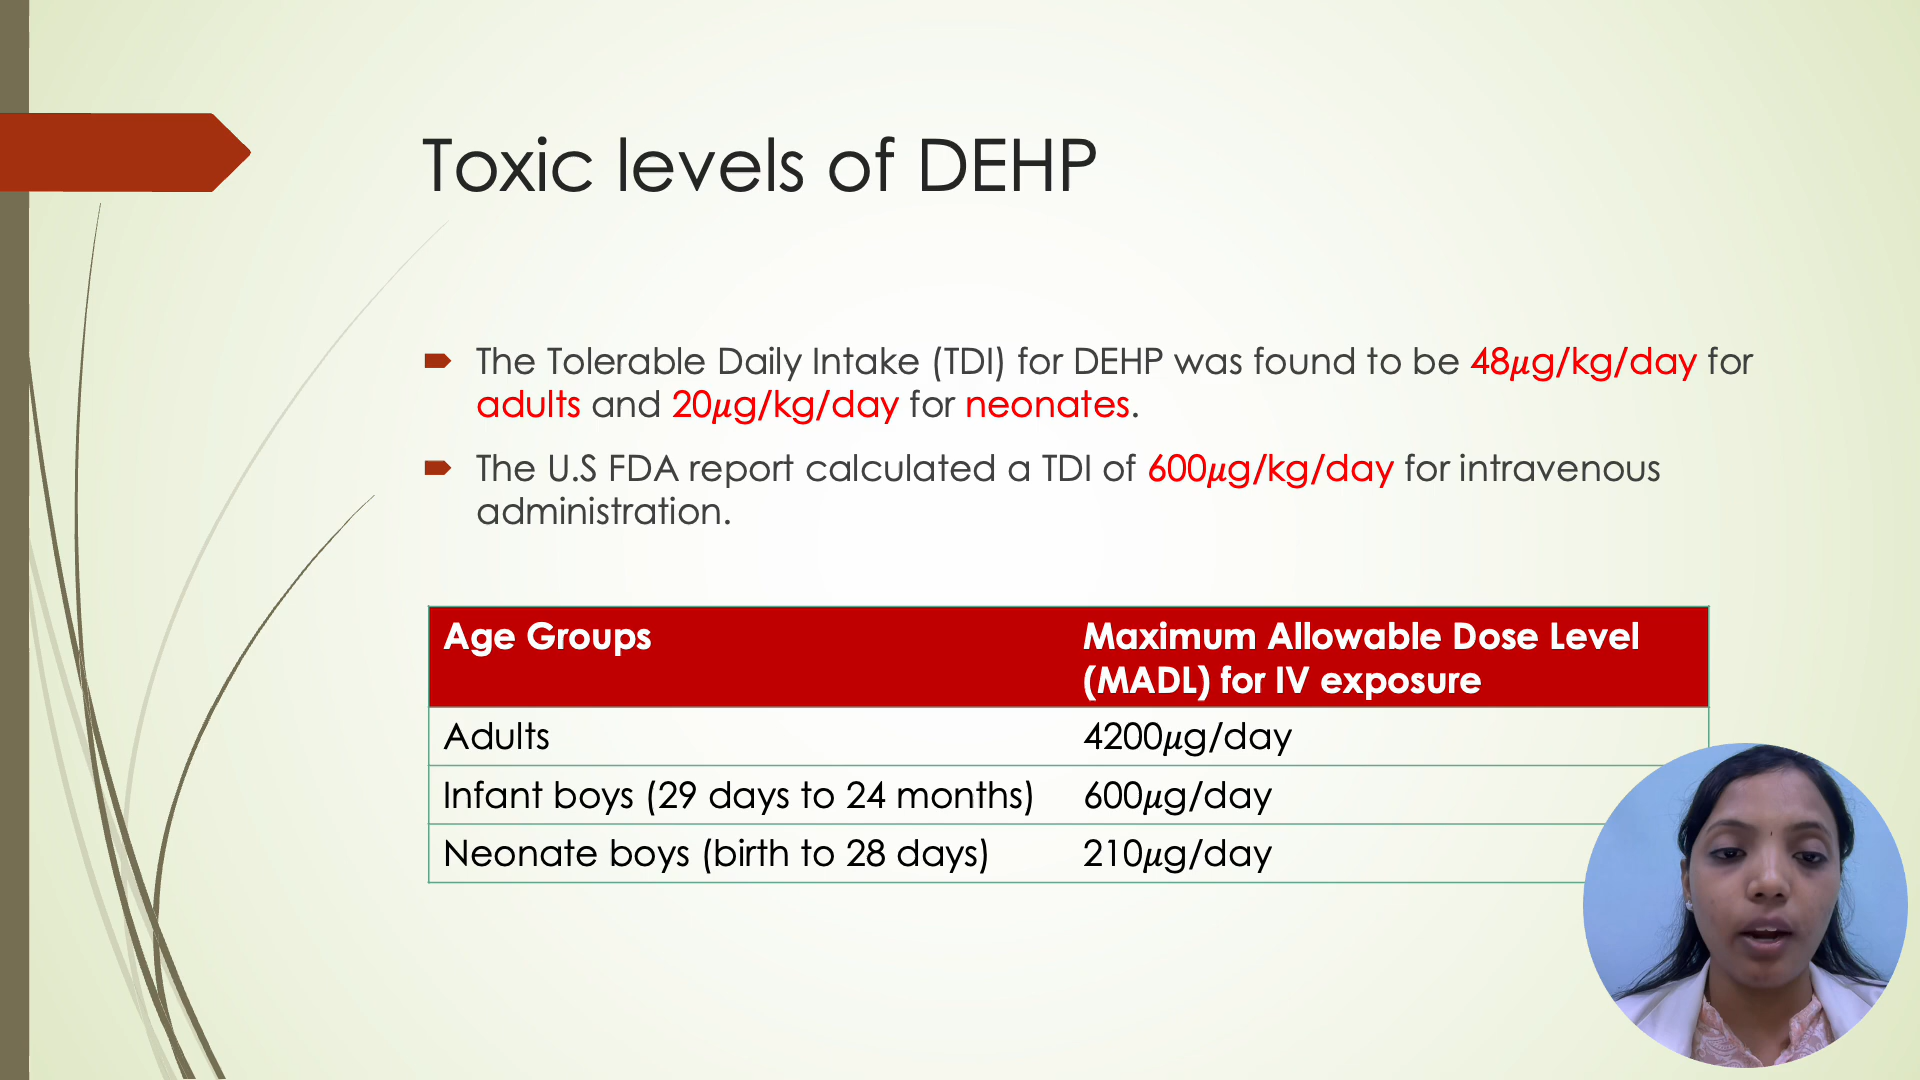 Toxic levels of DEHP
The Tolerable Daily Intake (TDI) for DEHP was found to be 48𝜇g/kg/day for
adults and 20𝜇g/kg/day for neonates.
The U.S FDA report calculated a TDI of 600𝜇g/kg/day for intravenous
administration.
Age Groups
Maximum Allowable Dose Level
(MADL) for IV exposure
Adults
4200𝜇g/day
Infant boys (29 days to 24 months)
600𝜇g/day
Neonate boys (birth to 28 days)
210𝜇g/day